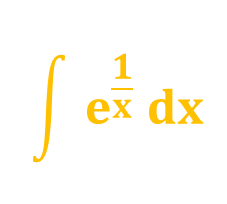 ∫ e^{1/x} dx